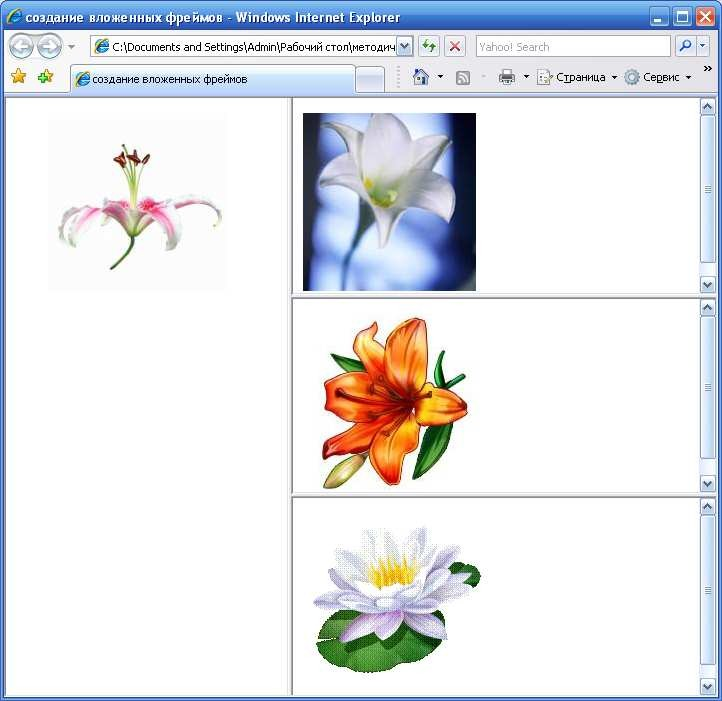 создание вложенных фреймов - Windows Internet Explorer
C:\Documents and Settings\Admin\Рабочий стол\методич
Yahoo! Search
создание вложенных фреймов
Страница
Сервис
»